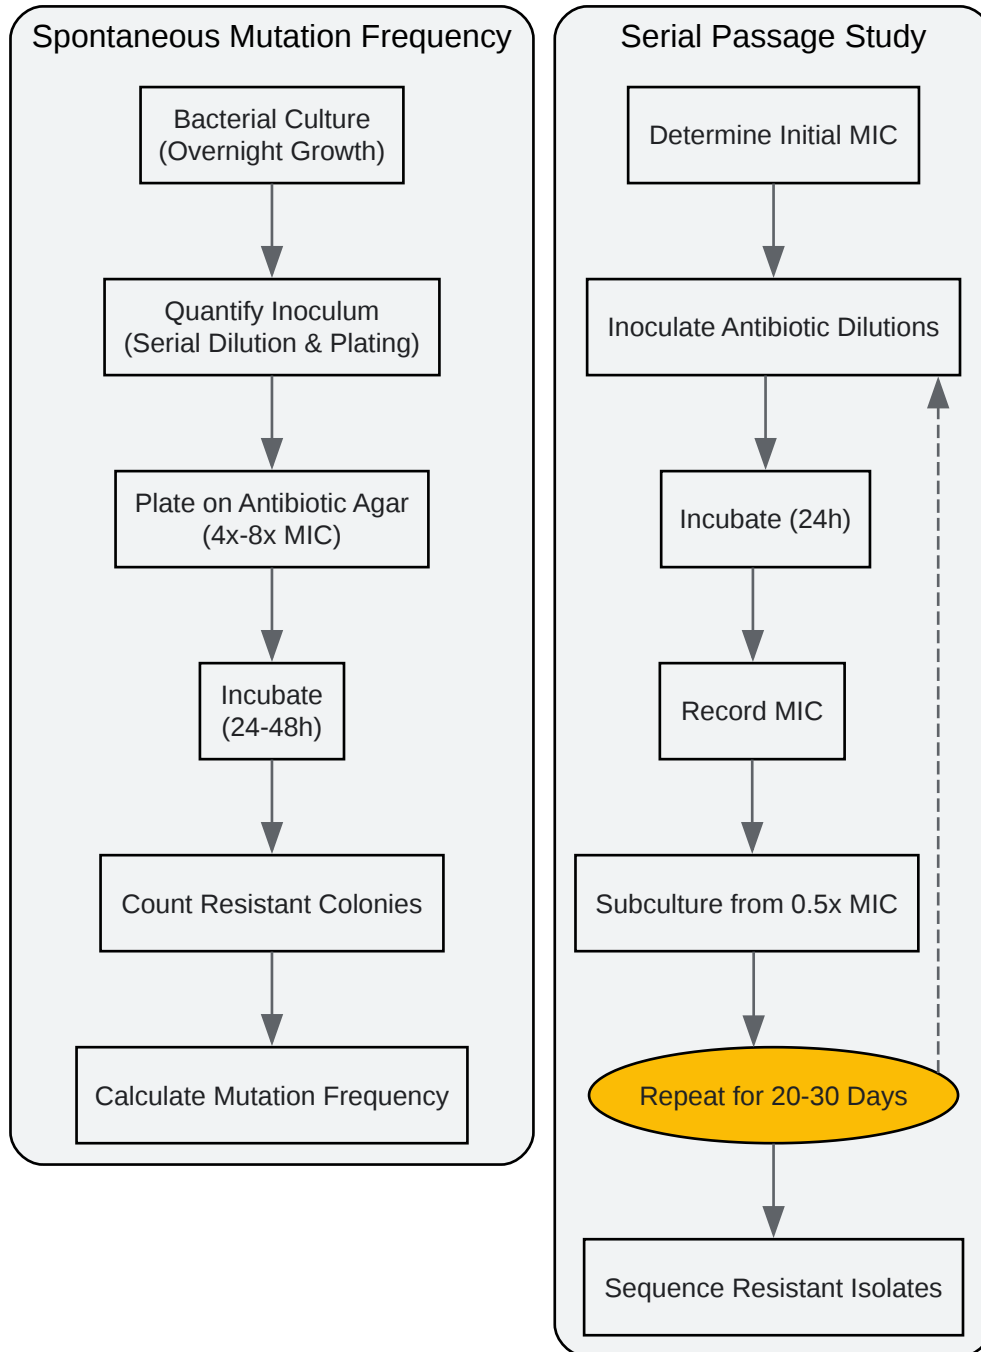 Spontaneous Mutation Frequency
Bacterial Culture
(Overnight Growth)
Quantify Inoculum
(Serial Dilution & Plating)
Plate on Antibiotic Agar
(4x-8x MIC)
Incubate
(24-48h)
Count Resistant Colonies
Calculate Mutation Frequency
Serial Passage Study
Determine Initial MIC
Inoculate Antibiotic Dilutions
Incubate (24h)
Record MIC
Subculture from 0.5x MIC
Repeat for 20-30 Days
Sequence Resistant Isolates